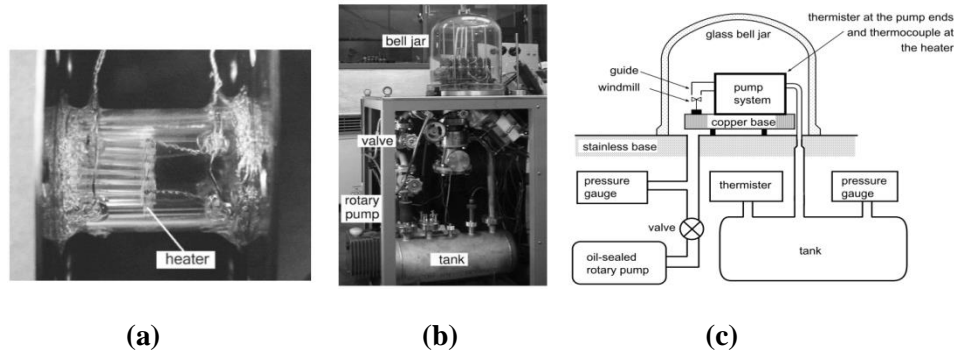 heater
(a)
bell jar
valve
rotary
pump
tank
(b)
thermister at the pump ends
and thermocouple at
the heater
glass bell jar
guide
windmill
pump
system
copper base
stainless base
pressure
gauge
thermister
pressure
gauge
valve
oil-sealed
rotary pump
tank
(c)